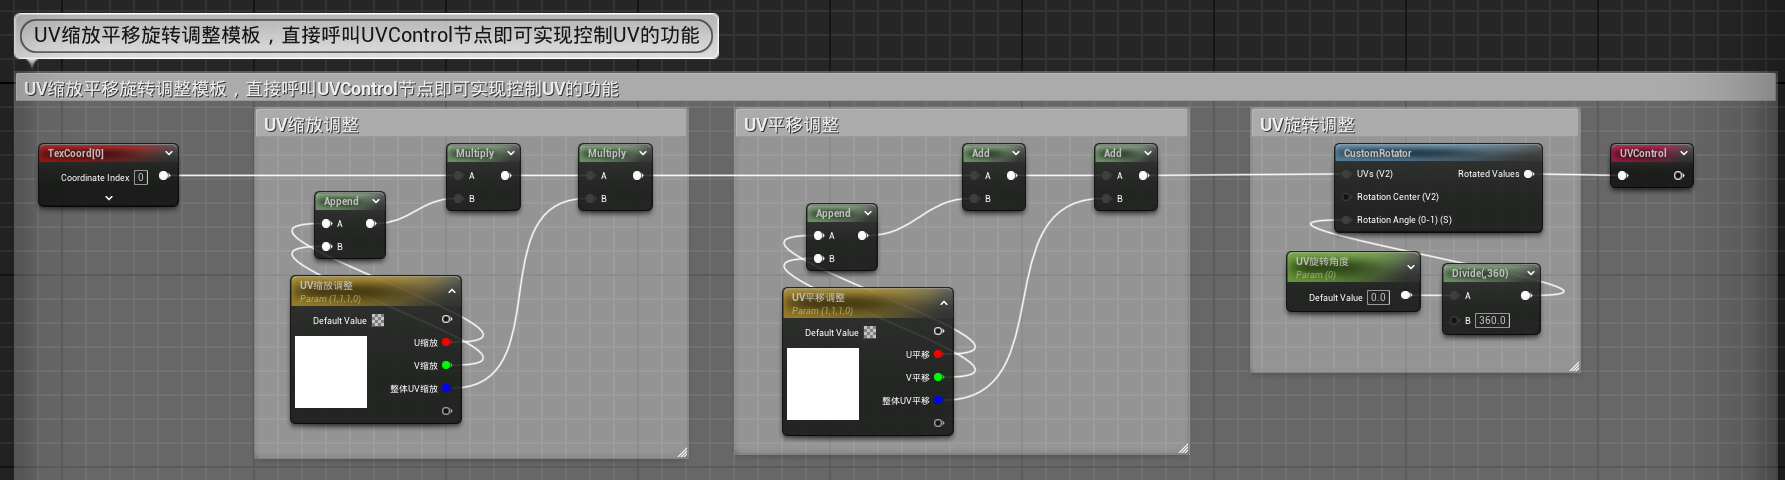 UV缩放平移旋转调整模板，直接呼叫UVControl节点即可实现控制UV的功能
UV缩放平移旋转调整模板，直接呼叫UVControl节点即可实现控制UV的功能
UV缩放调整
UV平移调整
UV旋转调整
TexCoord[0]
Coordinate Index 0
Multiply
A
B
Multiply
A
B
Append
A
B
UV缩放调整
Param (1,1,1,0)
Default Value
U缩放
V缩放
整体UV缩放
Add
A
B
Add
A
B
Append
A
B
UV平移调整
Param (1,1,1,0)
Default Value
U平移
V平移
整体UV平移
CustomRotator
UVs (V2)
Rotated Values
Rotation Center (V2)
Rotation Angle (0-1) (S)
UV旋转角度
Param (0)
Default Value 0.0
Divide(,360)
A
B 360.0
UVControl